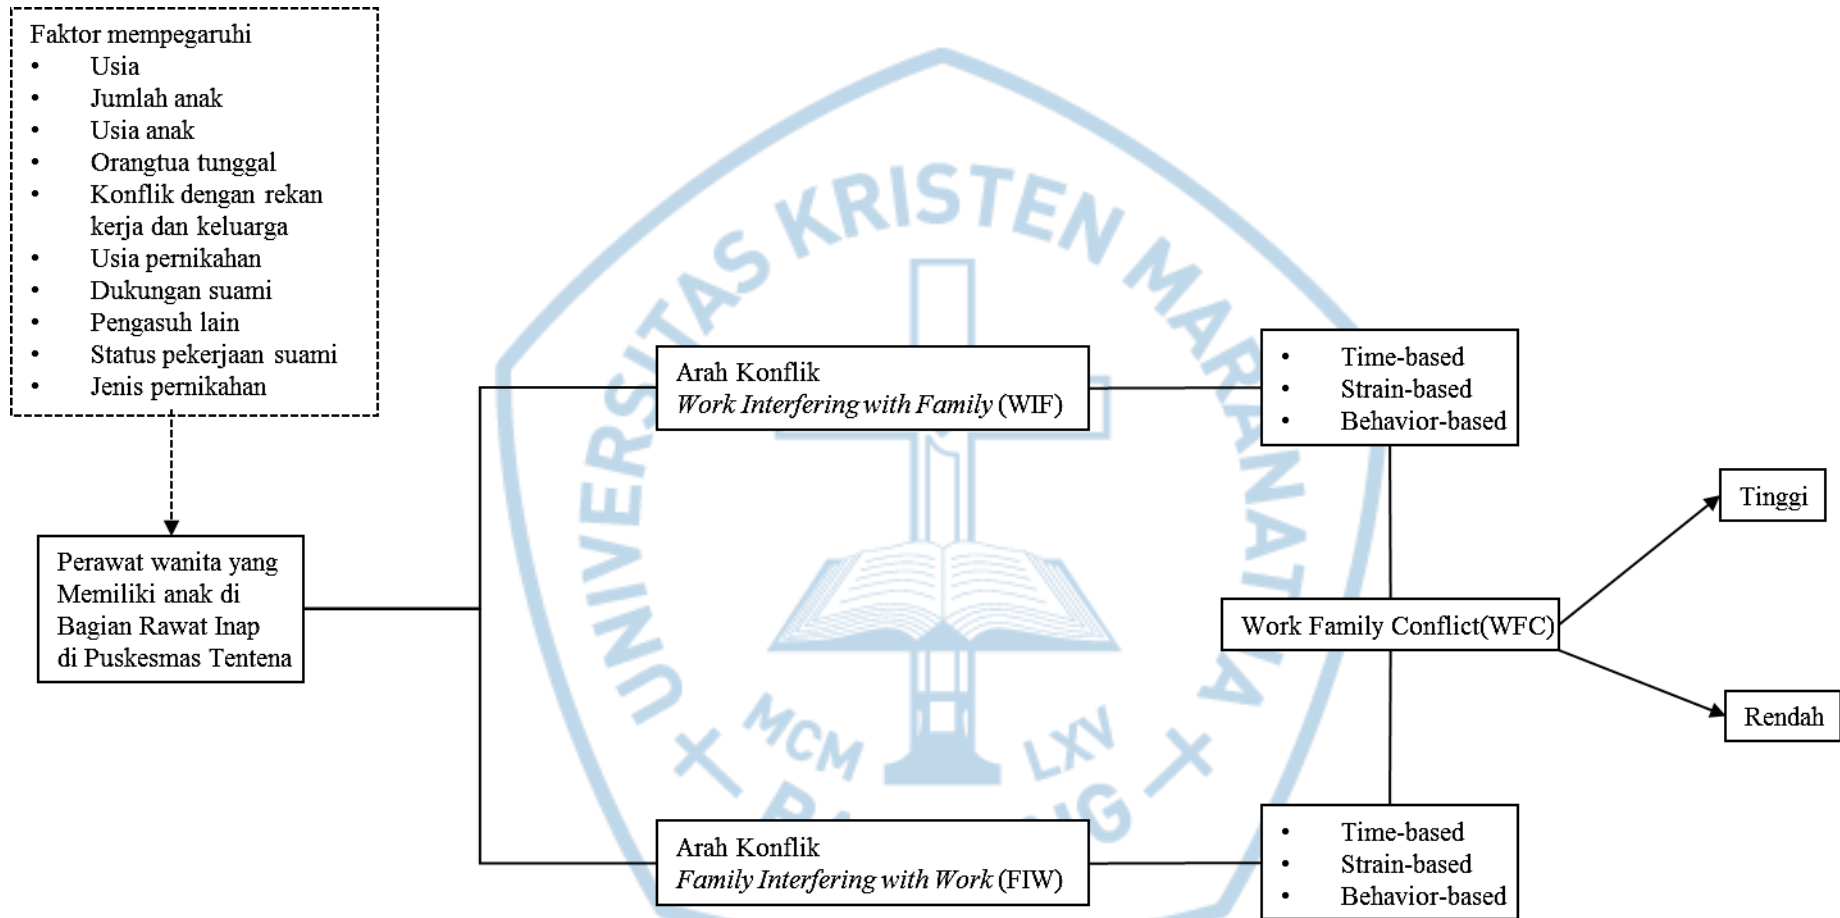 Faktor mempegaruhi
• Usia
• Jumlah anak
• Usia anak
• Orangtua tunggal
• Konflik dengan rekan
kerja dan keluarga
• Usia pernikahan
• Dukungan suami
• Pengasuh lain
• Status pekerjaan suami
• Jenis pernikahan
Perawat wanita yang
Memiliki anak di
Bagian Rawat Inap
di Puskesmas Tentena
Arah Konflik
Work Interfering with Family (WIF)
• Time-based
• Strain-based
• Behavior-based
Work Family Conflict(WFC)
Tinggi
Rendah
Arah Konflik
Family Interfering with Work (FIW)
• Time-based
• Strain-based
• Behavior-based
UNIVERSITAS KRISTEN MARANATHA
MCM LXV